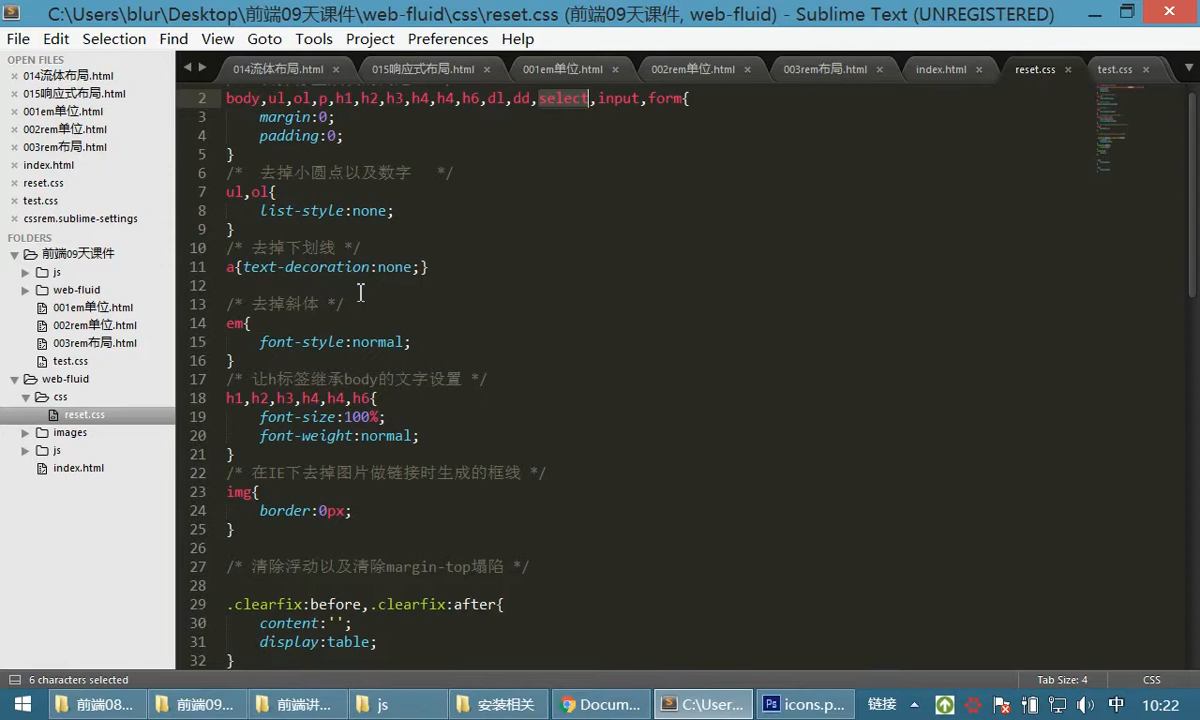 C:\Users\blur\Desktop\前端09天课件\web-fluid\css\reset.css (前端09天课件, web-fluid) - Sublime Text (UNREGISTERED)
File Edit Selection Find View Goto Tools Project Preferences Help
OPEN FILES
014流体布局.html
015响应式布局.html
001em单位.html
002rem单位.html
003rem布局.html
index.html
reset.css
test.css
cssrem.sublime-settings
FOLDERS
前端09天课件
js
web-fluid
001em单位.html
002rem单位.html
003rem布局.html
test.css
web-fluid
css
reset.css
images
js
index.html
014流体布局.html × 015响应式布局.html × 001em单位.html × 002rem单位.html × 003rem布局.html × index.html × reset.css × test.css ×
2 body,ul,ol,p,h1,h2,h3,h4,h4,h6,dl,dd,select,input,form{
3 margin:0;
4 padding:0;
5 }
6 /* 去掉小圆点以及数字 */
7 ul,ol{
8 list-style:none;
9 }
10 /* 去掉下划线 */
11 a{text-decoration:none;}
12
13 /* 去掉斜体 */
14 em{
15 font-style:normal;
16 }
17 /* 让h标签继承body的文字设置 */
18 h1,h2,h3,h4,h4,h6{
19 font-size:100%;
20 font-weight:normal;
21 }
22 /* 在IE下去掉图片做链接时生成的框线 */
23 img{
24 border:0px;
25 }
26
27 /* 清除浮动以及清除margin-top塌陷 */
28
29 .clearfix:before,.clearfix:after{
30 content:'';
31 display:table;
32 }
6 characters selected Tab Size: 4 CSS
前端08... 前端09... 前端讲... js 安装相关 Docum... C:\User... icons.p... 链接 中 10:22